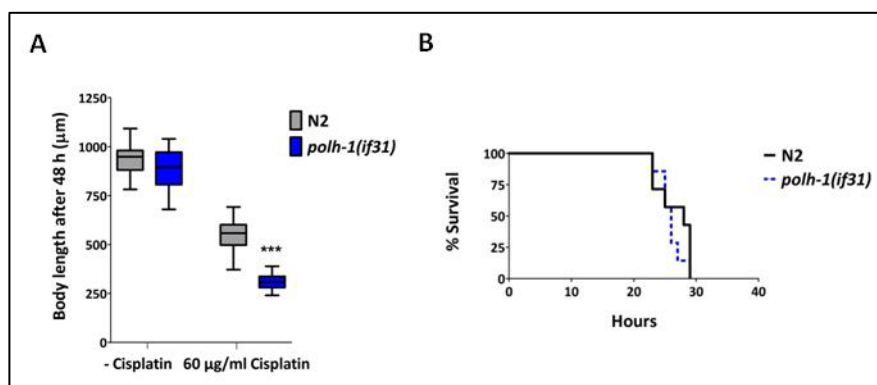 A
Body length after 48 h (μm)
1250
1000
750
500
250
0
N2
polh-1(if31)
***
- Cisplatin 60 μg/ml Cisplatin
B
% Survival
100
75
50
25
0
N2
polh-1(if31)
0 10 20 30 40
Hours